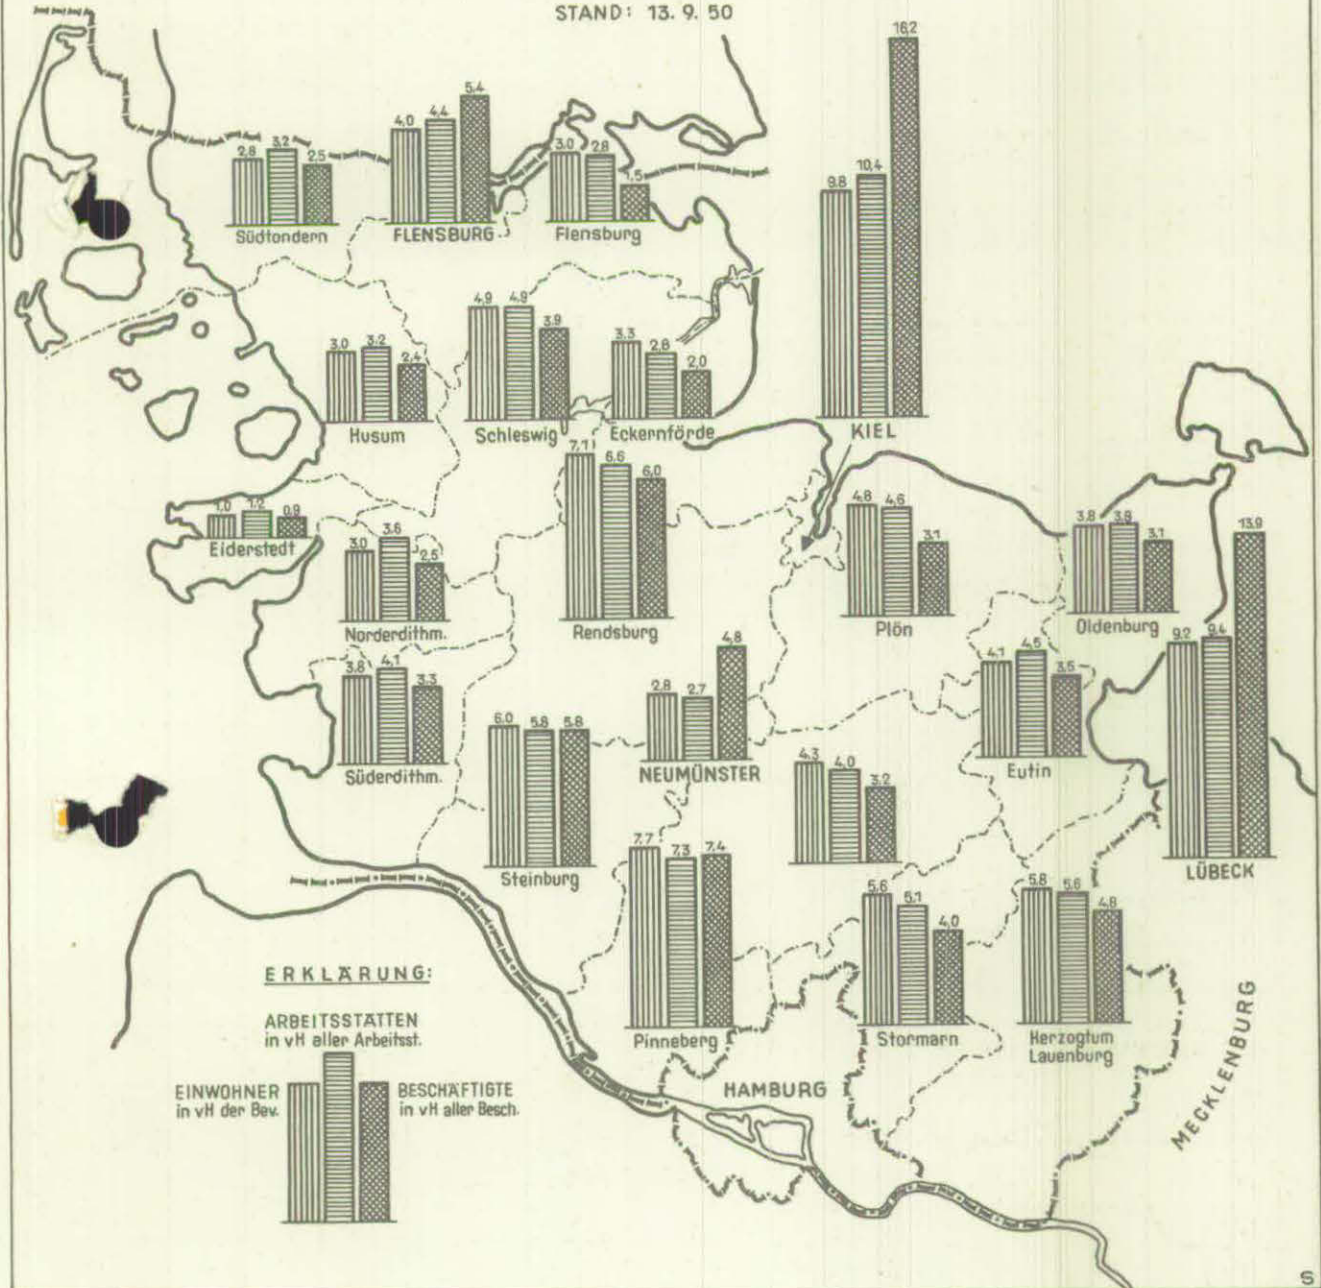 STAND: 13. 9. 50
16,2
9,8 10,4
KIEL
2,8 3,2 2,5
Südtondern
4,0 4,4 5,4
FLENSBURG
3,0 2,8 1,5
Flensburg
3,0 3,2 2,4
Husum
4,9 4,9 3,9
Schleswig
3,3 2,8 2,0
Eckernförde
1,0 1,2 0,9
Eiderstedt
3,0 3,6 2,5
Norderdithm.
7,1 6,6 6,0
Rendsburg
4,8 4,6 3,1
Plön
3,8 3,9 3,1
Oldenburg
9,2 9,4 13,9
LÜBECK
3,8 4,1 3,3
Süderdithm.
6,0 5,8 5,8
Steinburg
2,8 2,7 4,8
NEUMÜNSTER
4,3 4,0 3,2
4,1 4,5 3,5
Eutin
7,7 7,3 7,4
Pinneberg
5,6 5,1 4,0
Stormarn
5,8 5,6 4,8
Herzogtum
Lauenburg
HAMBURG
MECKLENBURG
ERKLÄRUNG:
ARBEITSSTÄTTEN
in vH aller Arbeitsst.
EINWOHNER
in vH der Bev.
BESCHÄFTIGTE
in vH aller Besch.
S